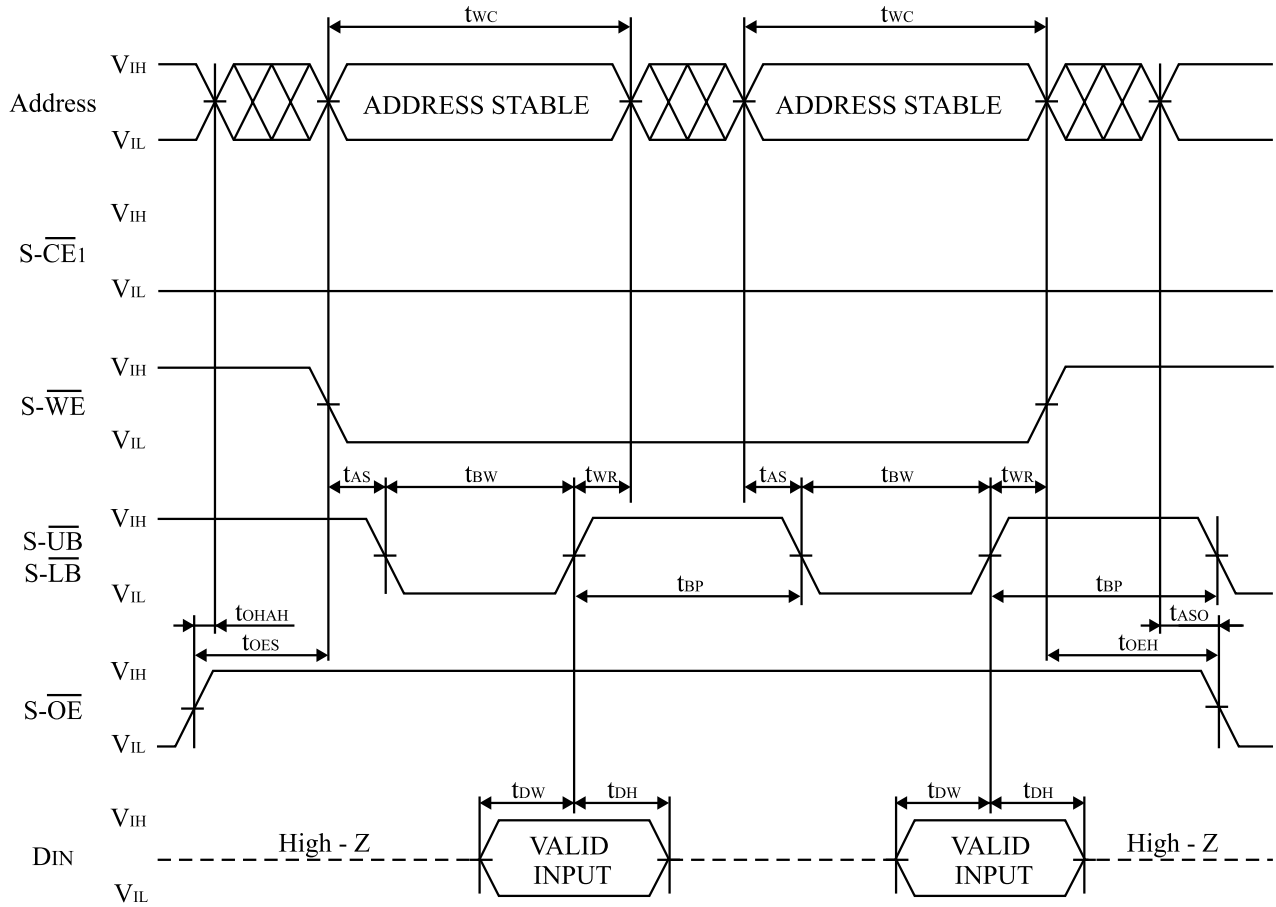 tWC tWC
VIH
Address ADDRESS STABLE ADDRESS STABLE
VIL
VIH
S-CE1
VIL
VIH
S-WE
VIL
tAS tBW tWR tAS tBW tWR
VIH
S-UB
S-LB
tBP tBP
VIL
tOHAH tASO
tOES tOEH
VIH
S-OE
VIL
tDW tDH tDW tDH
VIH
High - Z VALID VALID High - Z
DIN
INPUT INPUT
VIL